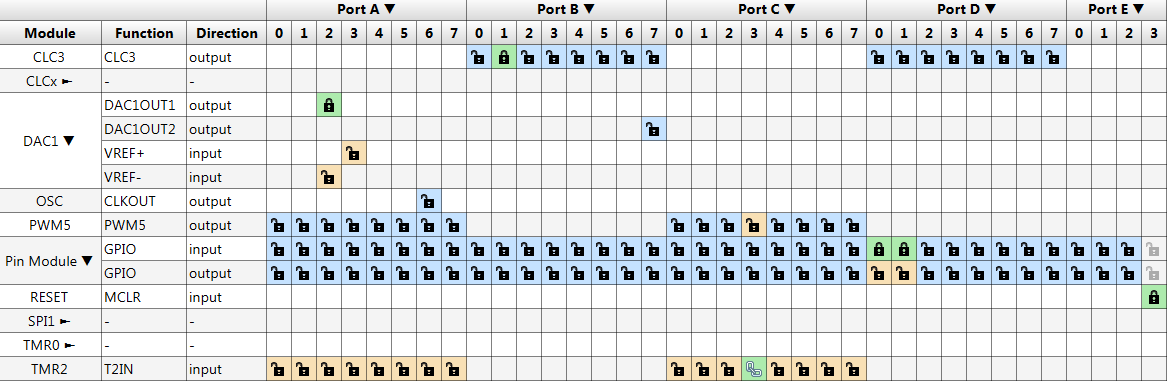 Port A ▼ Port B ▼ Port C ▼ Port D ▼ Port E ▼
Module Function Direction 0 1 2 3 4 5 6 7 0 1 2 3 4 5 6 7 0 1 2 3 4 5 6 7 0 1 2 3 4 5 6 7 0 1 2 3
CLC3 CLC3 output
CLCx ► - -
DAC1OUT1 output
DAC1OUT2 output
DAC1 ▼
VREF+ input
VREF- input
OSC CLKOUT output
PWM5 PWM5 output
Pin Module ▼ GPIO input
GPIO output
RESET MCLR input
SPI1 ► - -
TMR0 ► - -
TMR2 T2IN input